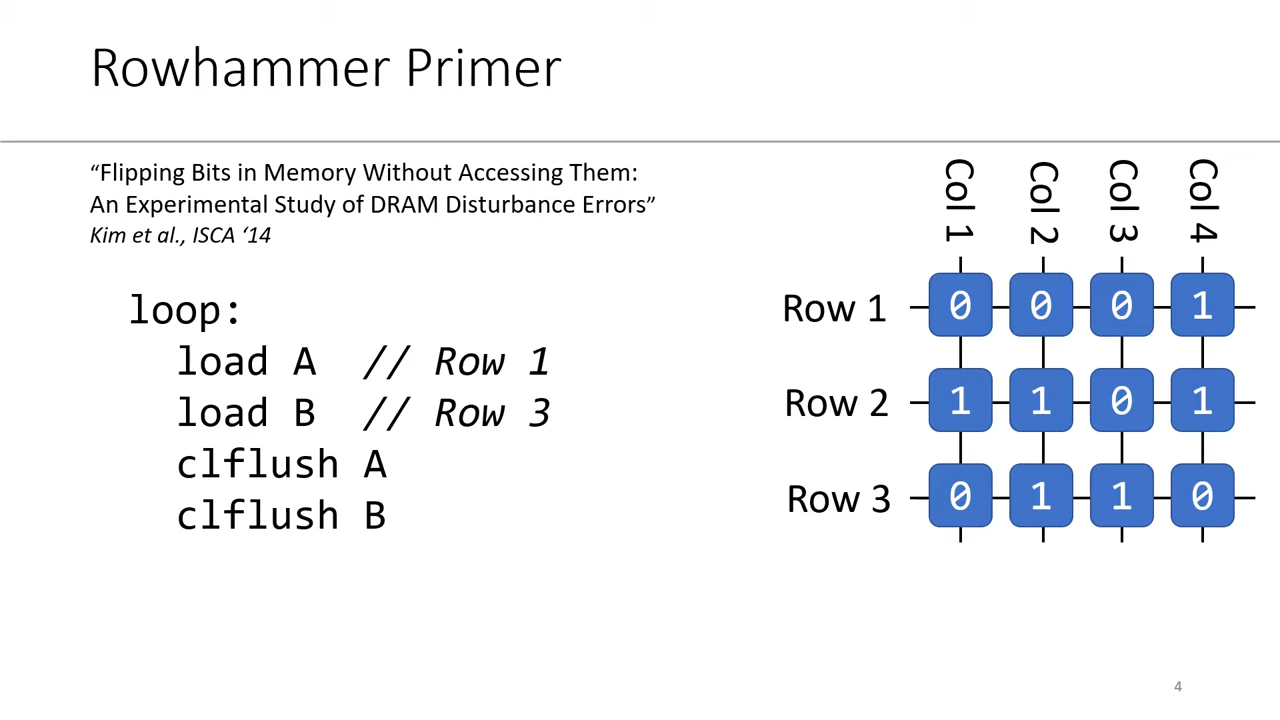 Rowhammer Primer
“Flipping Bits in Memory Without Accessing Them:
An Experimental Study of DRAM Disturbance Errors”
Kim et al., ISCA ‘14
loop:
load A // Row 1
load B // Row 3
clflush A
clflush B
Col 1 Col 2 Col 3 Col 4
Row 1 0 0 0 1
Row 2 1 1 0 1
Row 3 0 1 1 0
4